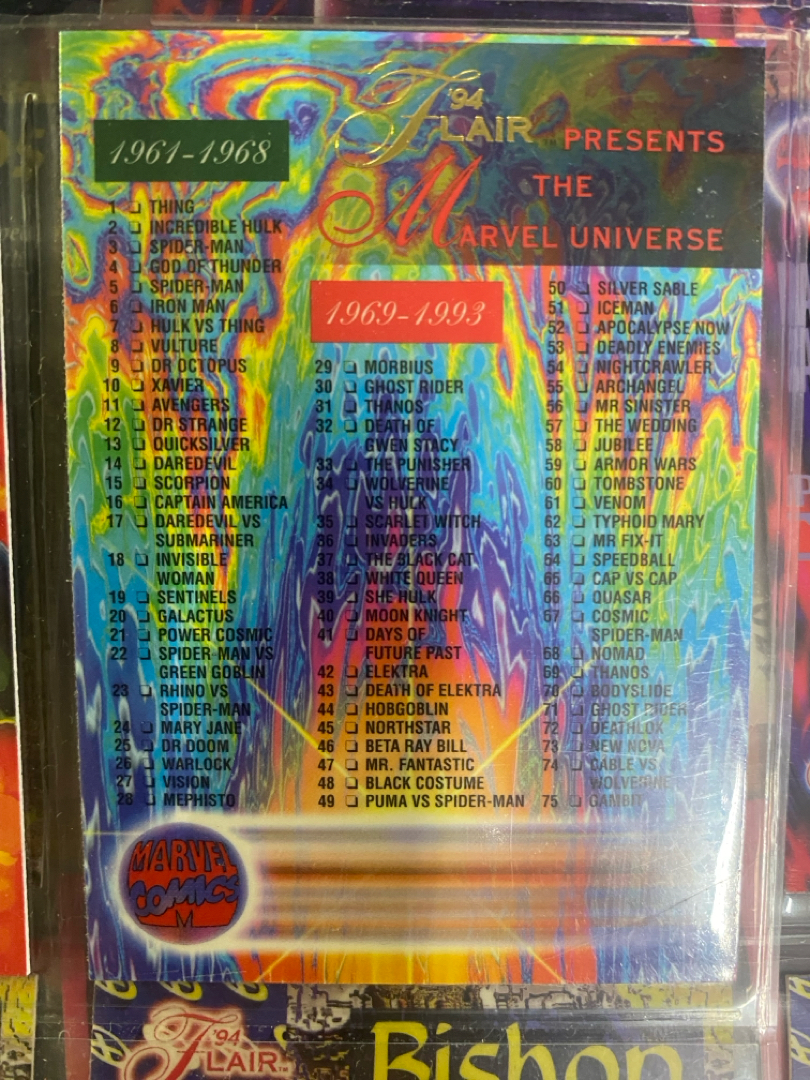 '94
FLAIR PRESENTS
THE
MARVEL UNIVERSE
1961-1968
1 ❏ THING
2 ❏ INCREDIBLE HULK
3 ❏ SPIDER-MAN
4 ❏ GOD OF THUNDER
5 ❏ SPIDER-MAN
6 ❏ IRON MAN
7 ❏ HULK VS THING
8 ❏ VULTURE
9 ❏ DR OCTOPUS
10 ❏ XAVIER
11 ❏ AVENGERS
12 ❏ DR STRANGE
13 ❏ QUICKSILVER
14 ❏ DAREDEVIL
15 ❏ SCORPION
16 ❏ CAPTAIN AMERICA
17 ❏ DAREDEVIL VS
SUBMARINER
18 ❏ INVISIBLE
WOMAN
19 ❏ SENTINELS
20 ❏ GALACTUS
21 ❏ POWER COSMIC
22 ❏ SPIDER-MAN VS
GREEN GOBLIN
23 ❏ RHINO VS
SPIDER-MAN
24 ❏ MARY JANE
25 ❏ DR DOOM
26 ❏ WARLOCK
27 ❏ VISION
28 ❏ MEPHISTO
1969-1993
29 ❏ MORBIUS
30 ❏ GHOST RIDER
31 ❏ THANOS
32 ❏ DEATH OF
GWEN STACY
33 ❏ THE PUNISHER
34 ❏ WOLVERINE
VS HULK
35 ❏ SCARLET WITCH
36 ❏ INVADERS
37 ❏ THE BLACK CAT
38 ❏ WHITE QUEEN
39 ❏ SHE HULK
40 ❏ MOON KNIGHT
41 ❏ DAYS OF
FUTURE PAST
42 ❏ ELEKTRA
43 ❏ DEATH OF ELEKTRA
44 ❏ HOBGOBLIN
45 ❏ NORTHSTAR
46 ❏ BETA RAY BILL
47 ❏ MR. FANTASTIC
48 ❏ BLACK COSTUME
49 ❏ PUMA VS SPIDER-MAN
50 ❏ SILVER SABLE
51 ❏ ICEMAN
52 ❏ APOCALYPSE NOW
53 ❏ DEADLY ENEMIES
54 ❏ NIGHTCRAWLER
55 ❏ ARCHANGEL
56 ❏ MR SINISTER
57 ❏ THE WEDDING
58 ❏ JUBILEE
59 ❏ ARMOR WARS
60 ❏ TOMBSTONE
61 ❏ VENOM
62 ❏ TYPHOID MARY
63 ❏ MR FIX-IT
64 ❏ SPEEDBALL
65 ❏ CAP VS CAP
66 ❏ QUASAR
67 ❏ COSMIC
SPIDER-MAN
68 ❏ NOMAD
69 ❏ THANOS
70 ❏ BODYSLIDE
71 ❏ GHOST RIDER
72 ❏ DEATHLOK
73 ❏ NEW NOVA
74 ❏ CABLE VS
WOLVERINE
75 ❏ GAMBIT
MARVEL
COMICS
M
'94
FLAIR™
Bishop